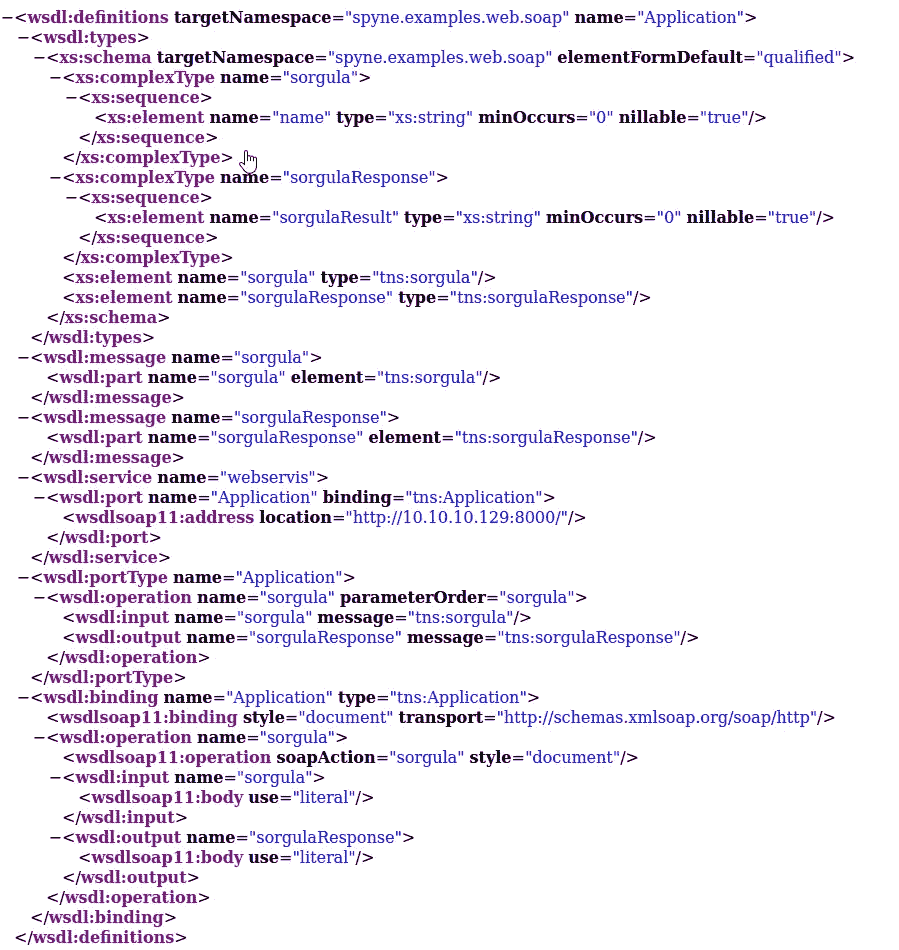 −<wsdl:definitions targetNamespace="spyne.examples.web.soap" name="Application">
−<wsdl:types>
−<xs:schema targetNamespace="spyne.examples.web.soap" elementFormDefault="qualified">
−<xs:complexType name="sorgula">
−<xs:sequence>
<xs:element name="name" type="xs:string" minOccurs="0" nillable="true"/>
</xs:sequence>
</xs:complexType>
−<xs:complexType name="sorgulaResponse">
−<xs:sequence>
<xs:element name="sorgulaResult" type="xs:string" minOccurs="0" nillable="true"/>
</xs:sequence>
</xs:complexType>
<xs:element name="sorgula" type="tns:sorgula"/>
<xs:element name="sorgulaResponse" type="tns:sorgulaResponse"/>
</xs:schema>
</wsdl:types>
−<wsdl:message name="sorgula">
<wsdl:part name="sorgula" element="tns:sorgula"/>
</wsdl:message>
−<wsdl:message name="sorgulaResponse">
<wsdl:part name="sorgulaResponse" element="tns:sorgulaResponse"/>
</wsdl:message>
−<wsdl:service name="webservis">
−<wsdl:port name="Application" binding="tns:Application">
<wsdlsoap11:address location="http://10.10.10.129:8000/"/>
</wsdl:port>
</wsdl:service>
−<wsdl:portType name="Application">
−<wsdl:operation name="sorgula" parameterOrder="sorgula">
<wsdl:input name="sorgula" message="tns:sorgula"/>
<wsdl:output name="sorgulaResponse" message="tns:sorgulaResponse"/>
</wsdl:operation>
</wsdl:portType>
−<wsdl:binding name="Application" type="tns:Application">
<wsdlsoap11:binding style="document" transport="http://schemas.xmlsoap.org/soap/http"/>
−<wsdl:operation name="sorgula">
<wsdlsoap11:operation soapAction="sorgula" style="document"/>
−<wsdl:input name="sorgula">
<wsdlsoap11:body use="literal"/>
</wsdl:input>
−<wsdl:output name="sorgulaResponse">
<wsdlsoap11:body use="literal"/>
</wsdl:output>
</wsdl:operation>
</wsdl:binding>
</wsdl:definitions>